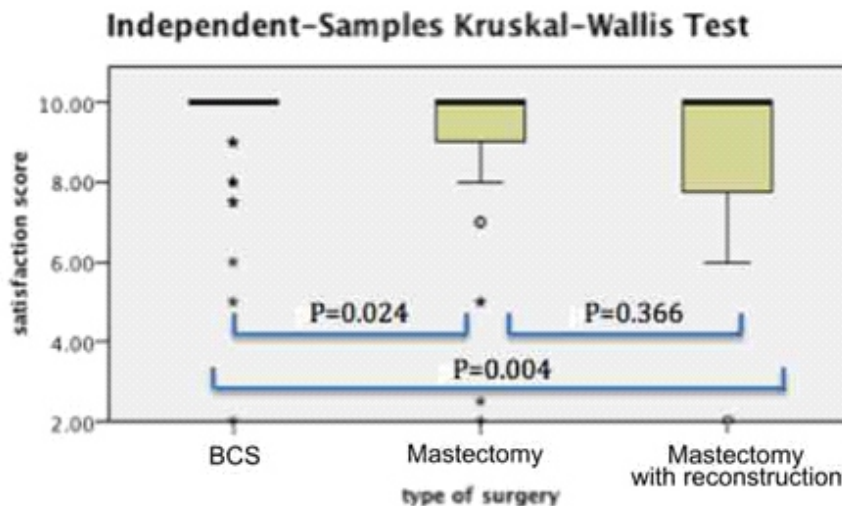 Independent-Samples Kruskal-Wallis Test
10.00
8.00
6.00
4.00
2.00
satisfaction score
P=0.024
P=0.366
P=0.004
BCS
Mastectomy
Mastectomy
with reconstruction
type of surgery